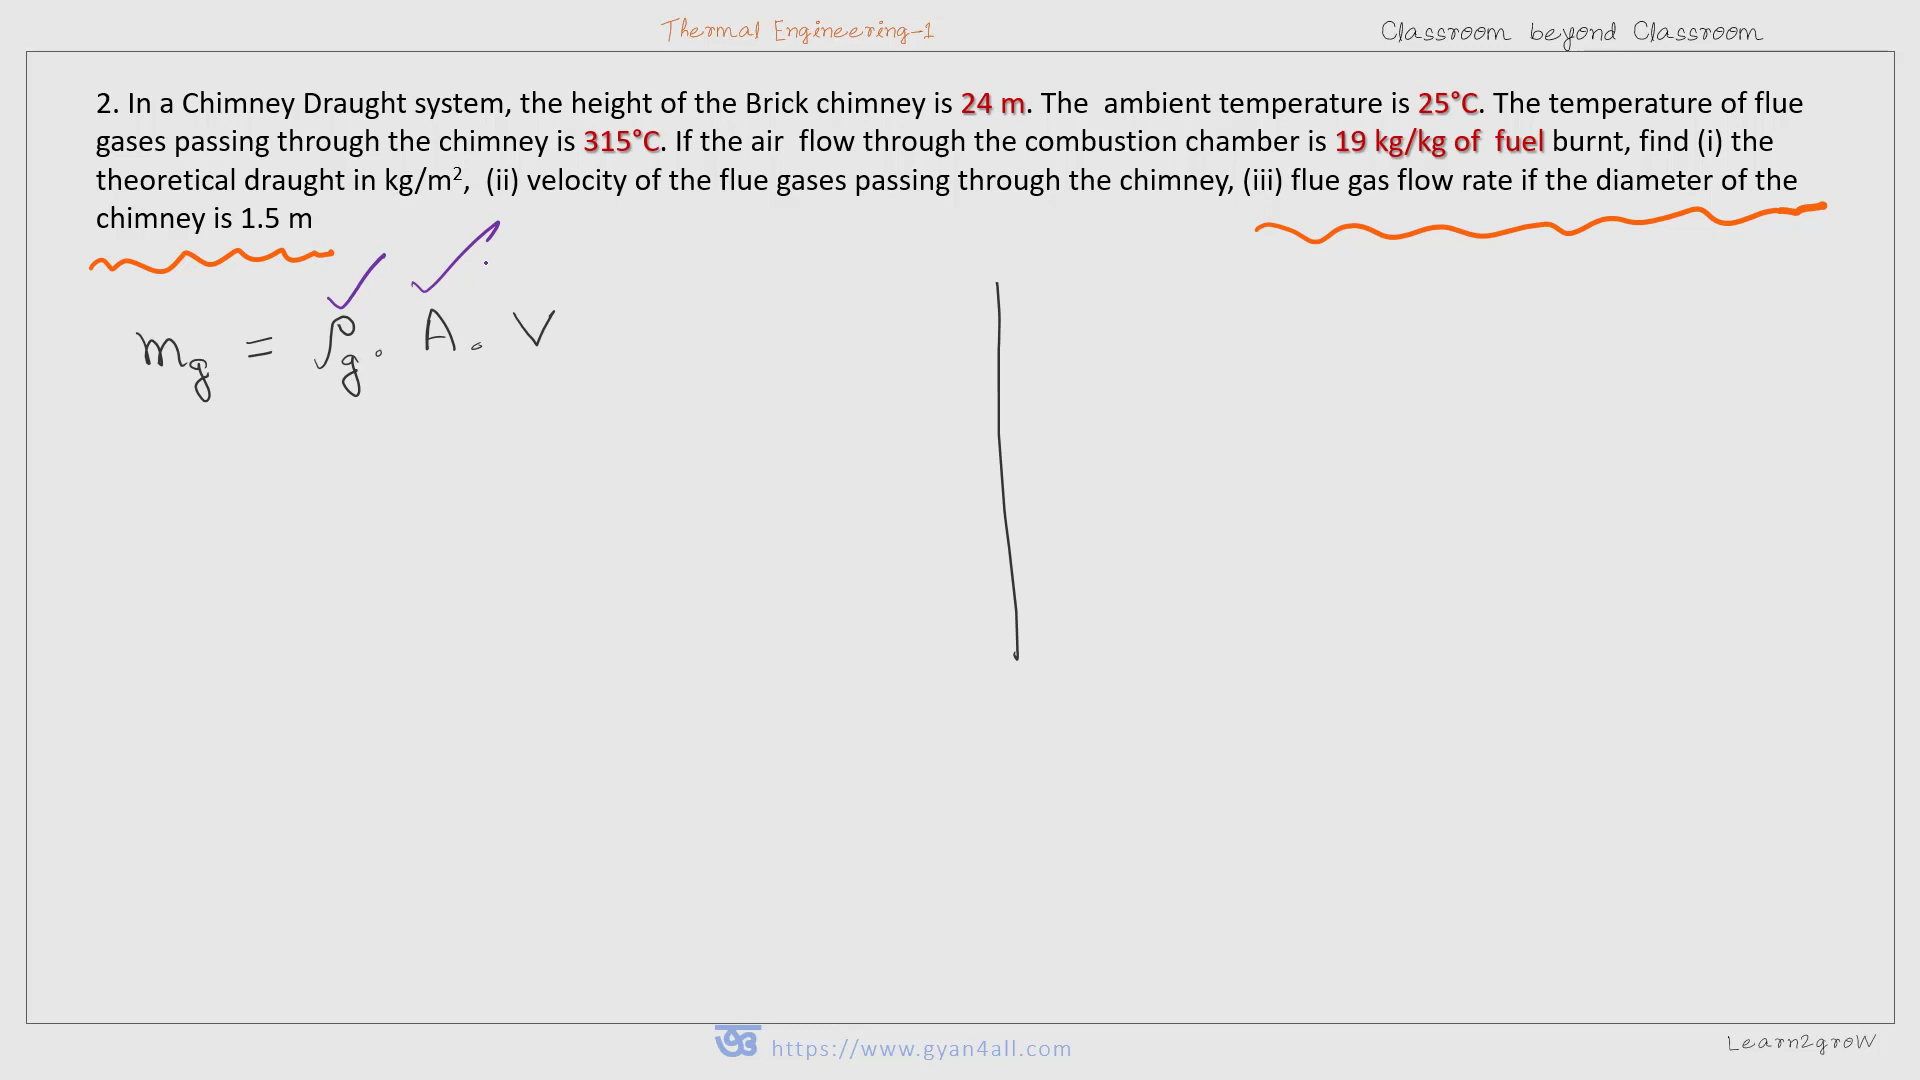 Thermal Engineering-1
Classroom beyond Classroom
2. In a Chimney Draught system, the height of the Brick chimney is 24 m. The ambient temperature is 25°C. The temperature of flue
gases passing through the chimney is 315°C. If the air flow through the combustion chamber is 19 kg/kg of fuel burnt, find (i) the
theoretical draught in kg/m², (ii) velocity of the flue gases passing through the chimney, (iii) flue gas flow rate if the diameter of the
chimney is 1.5 m
m_g = ρ_g . A . V
https://www.gyan4all.com
Learn2groW